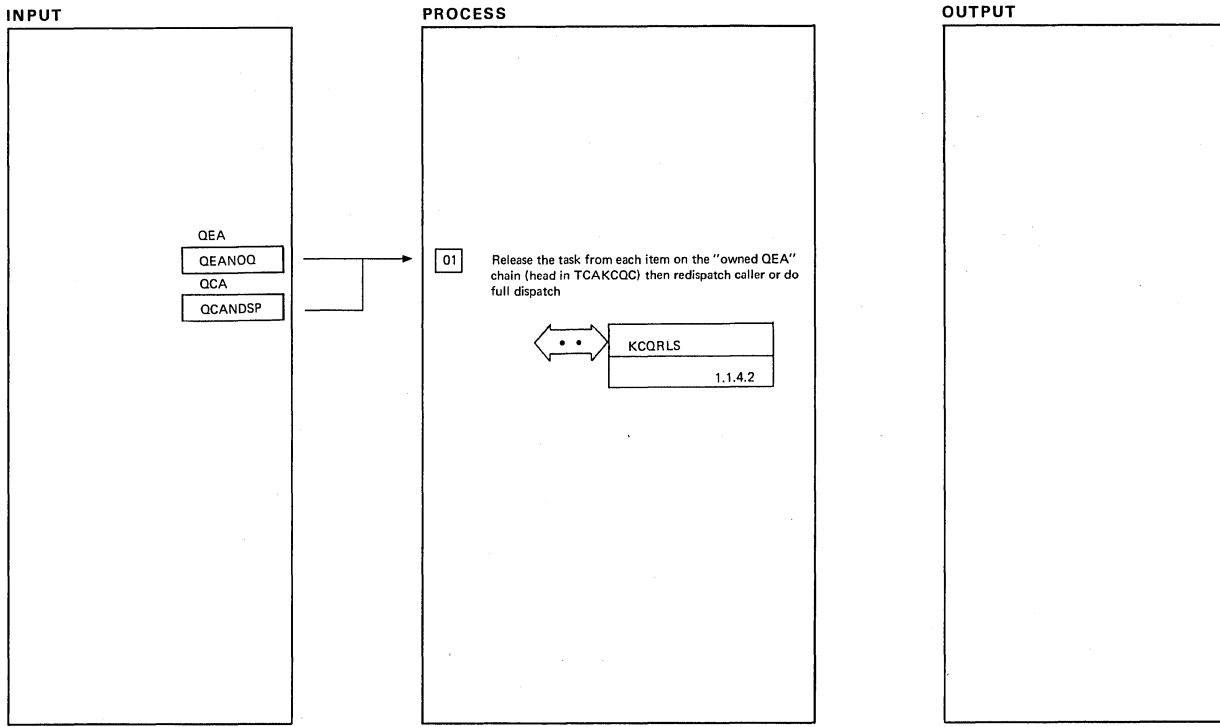 INPUT
PROCESS
OUTPUT
QEA
QEANOQ
QCA
QCANDSP
01
Release the task from each item on the "owned QEA"
chain (head in TCAKCQC) then redispatch caller or do
full dispatch
KCQRLS
1.1.4.2